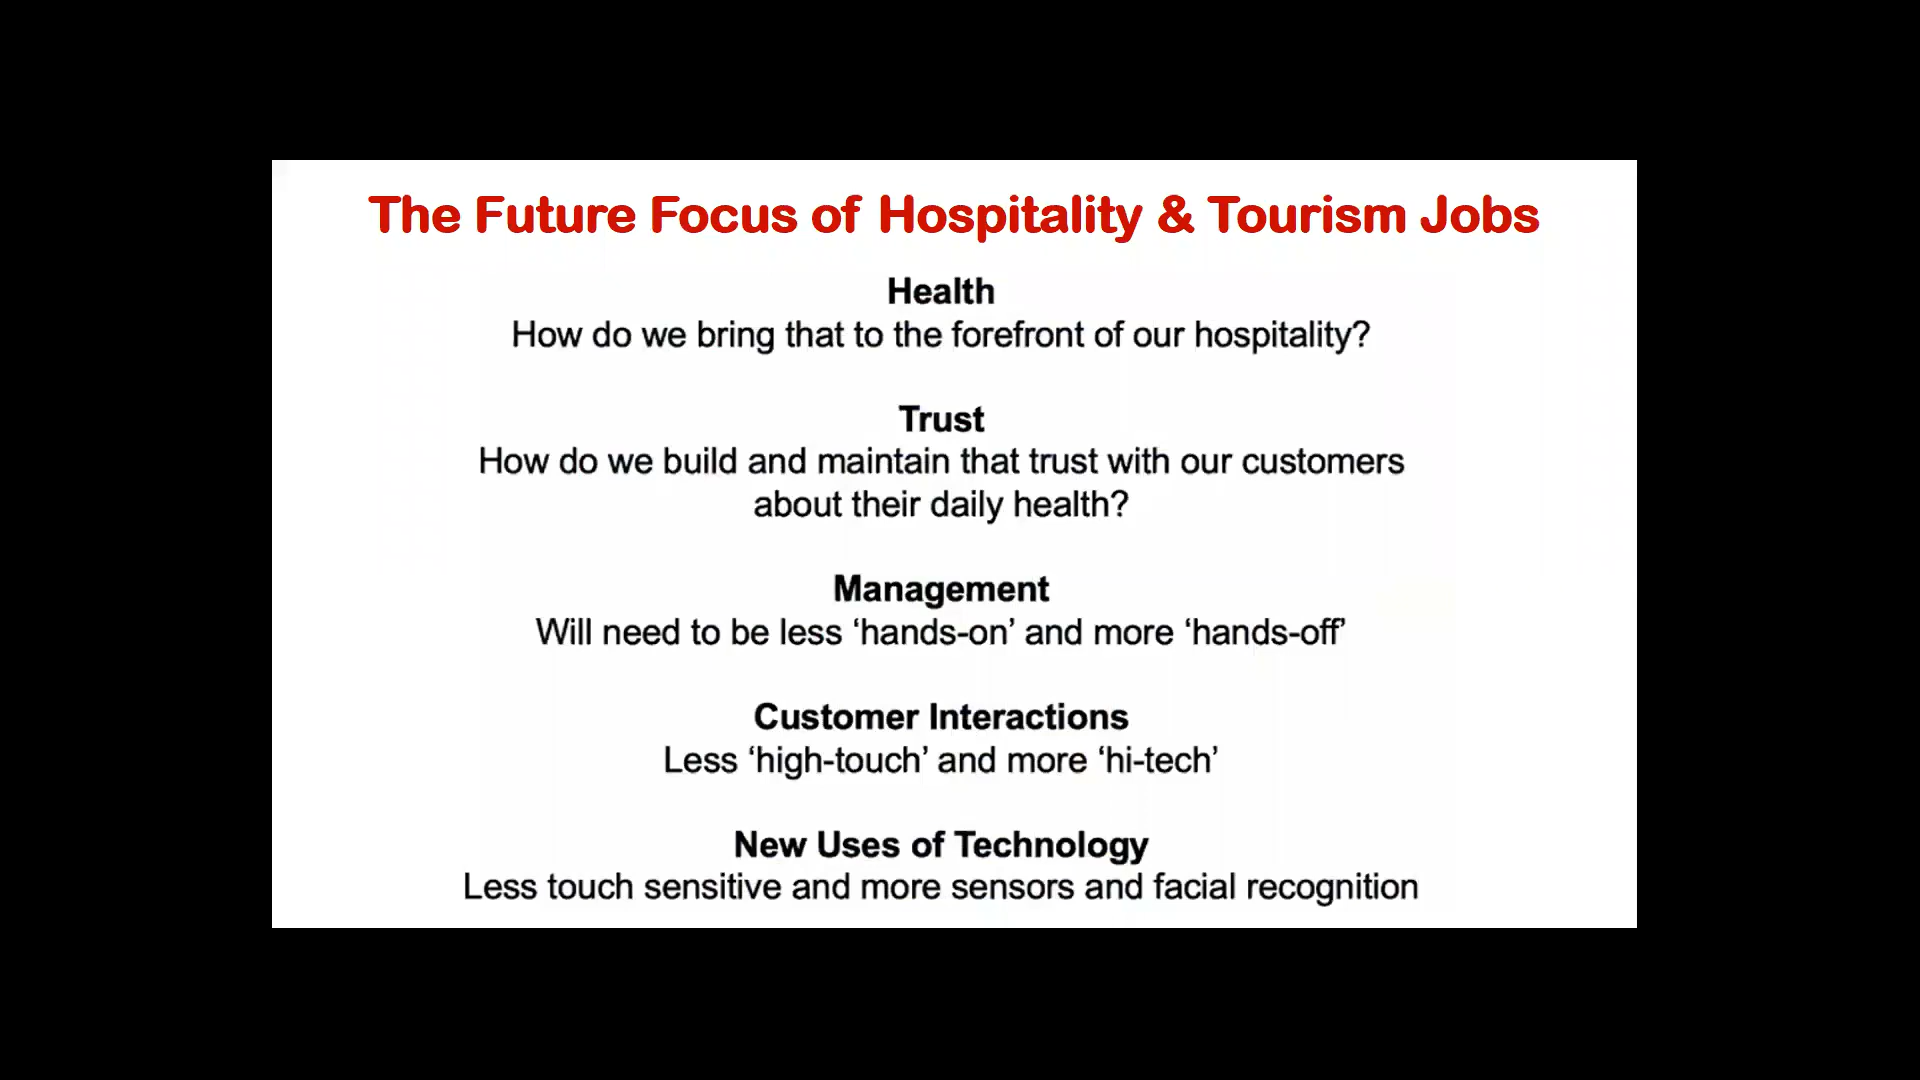 The Future Focus of Hospitality & Tourism Jobs
Health
How do we bring that to the forefront of our hospitality?
Trust
How do we build and maintain that trust with our customers
about their daily health?
Management
Will need to be less ‘hands-on’ and more ‘hands-off’
Customer Interactions
Less ‘high-touch’ and more ‘hi-tech’
New Uses of Technology
Less touch sensitive and more sensors and facial recognition